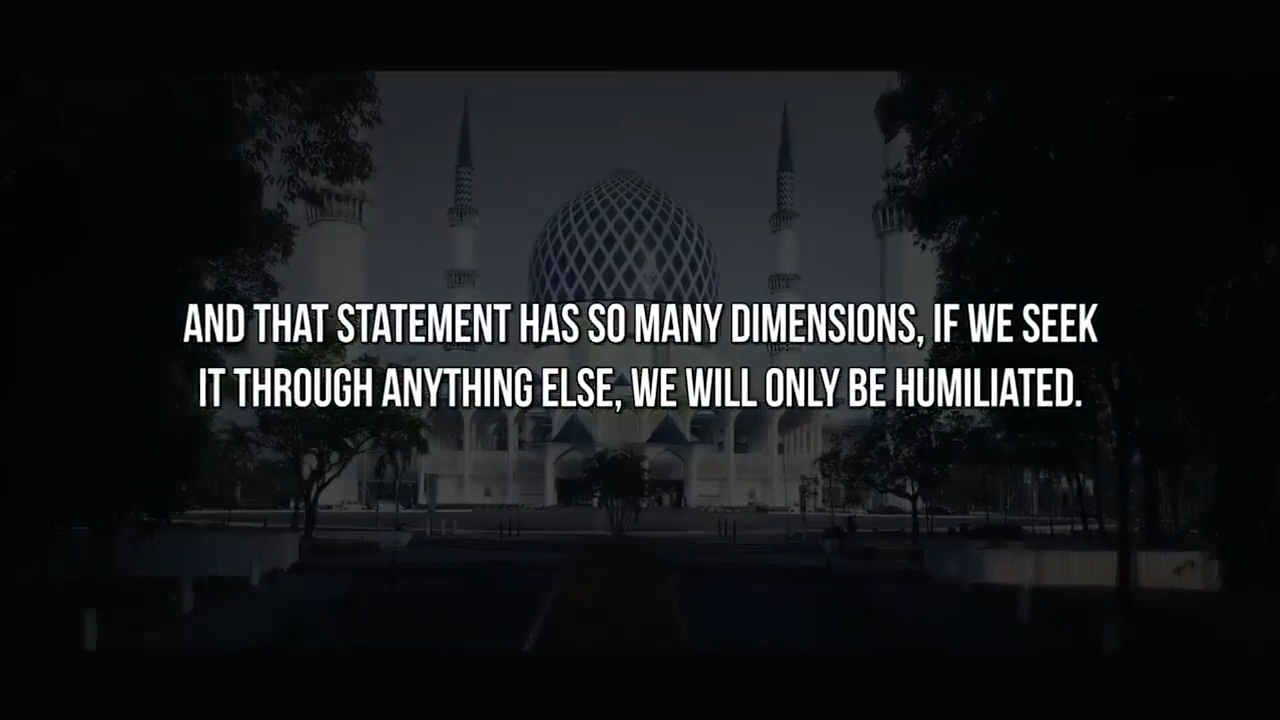 AND THAT STATEMENT HAS SO MANY DIMENSIONS, IF WE SEEK
IT THROUGH ANYTHING ELSE, WE WILL ONLY BE HUMILIATED.